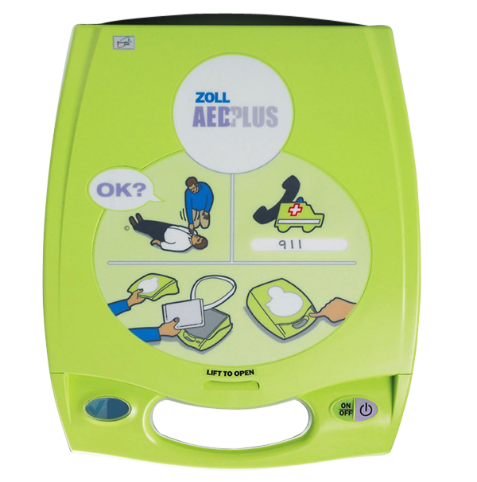 ZOLL
AED PLUS
OK?
911
LIFT TO OPEN
ON
OFF